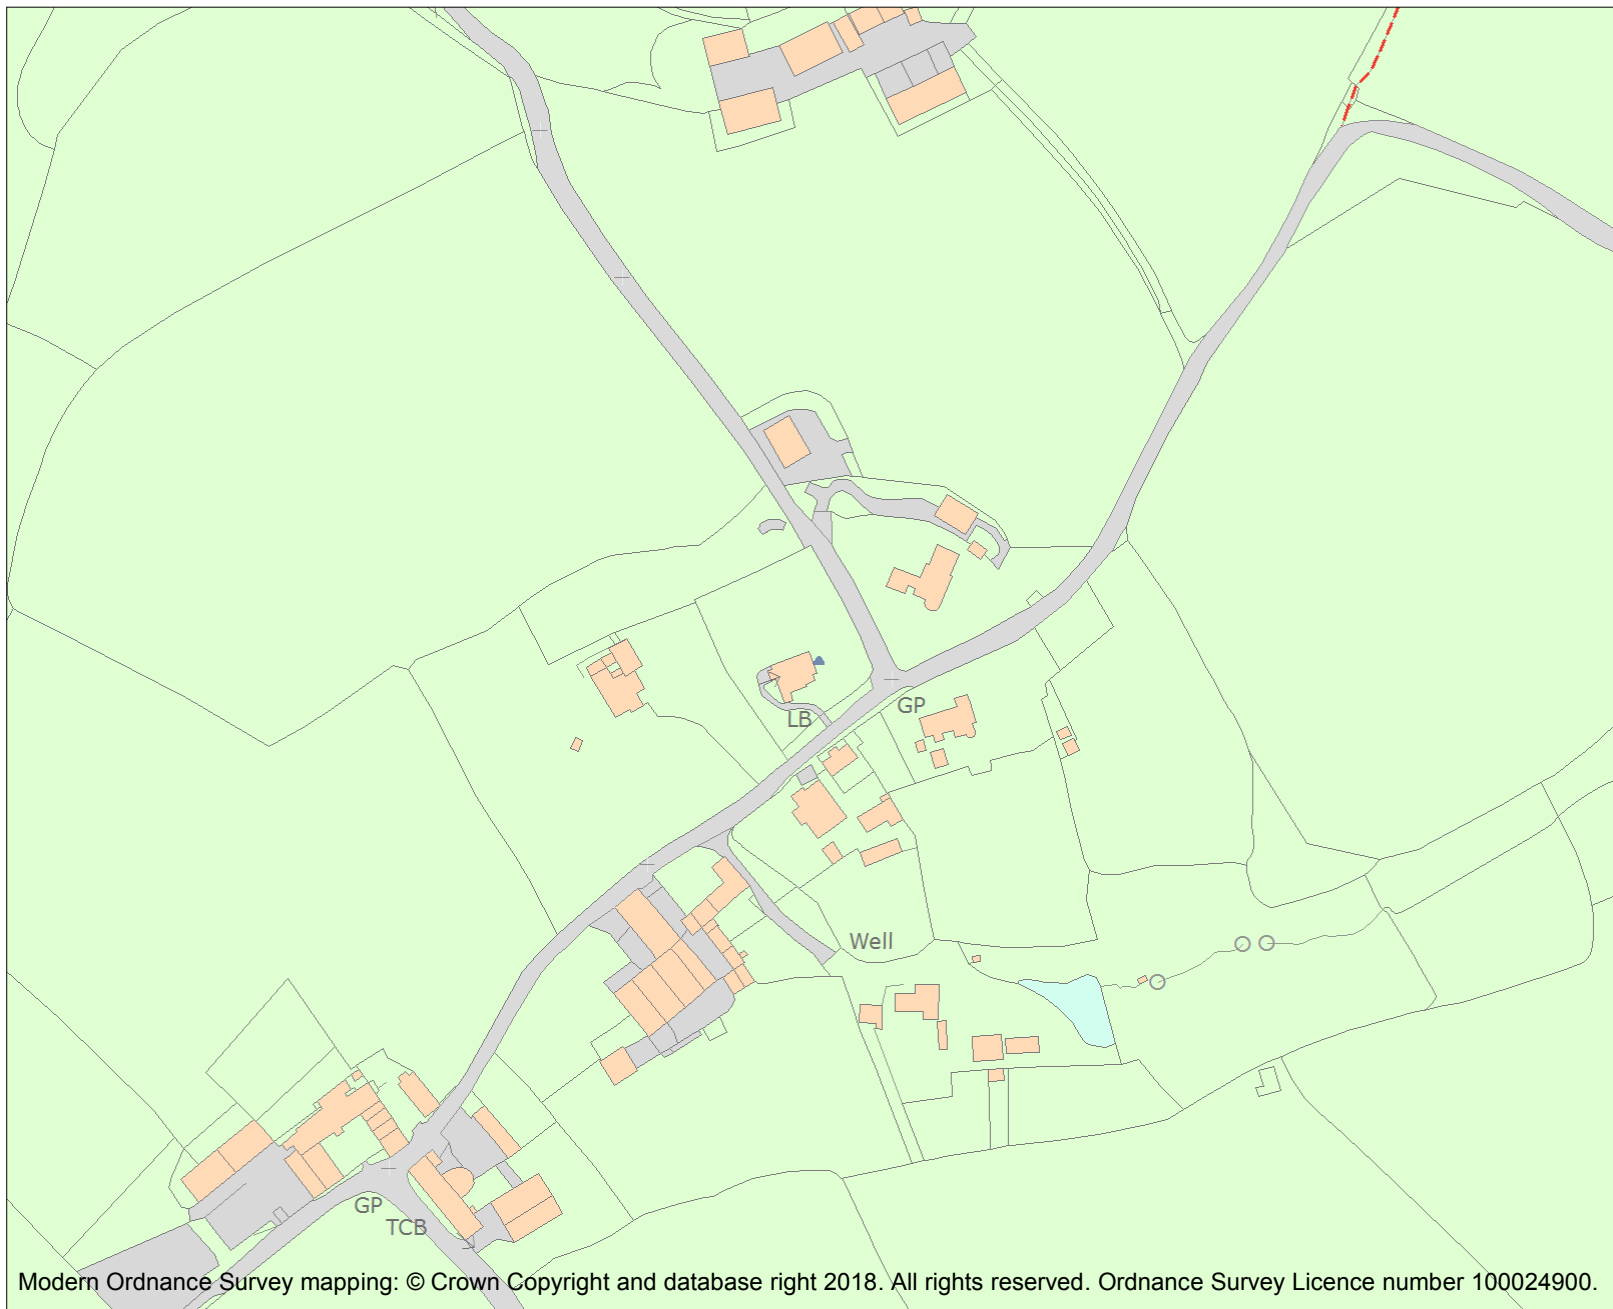 GP
LB
Well
GP
TCB
Modern Ordnance Survey mapping: © Crown Copyright and database right 2018. All rights reserved. Ordnance Survey Licence number 100024900.